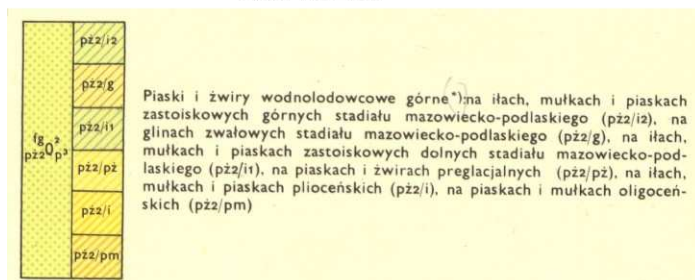 pż2/i2
pż2/g
pż2/i1
fg pż2Q2p3
pż2/pż
pż2/i
pż2/pm
Piaski i żwiry wodnolodowcowe górne*):na iłach, mułkach i piaskach
zastoiskowych górnych stadiału mazowiecko-podlaskiego (pż2/i2), na
glinach zwałowych stadiału mazowiecko-podlaskiego (pż2/g), na iłach,
mułkach i piaskach zastoiskowych dolnych stadiału mazowiecko-pod-
laskiego (pż2/i1), na piaskach i żwirach preglacjalnych (pż2/pż), na iłach,
mułkach i piaskach plioceńskich (pż2/i), na piaskach i mułkach oligoceń-
skich (pż2/pm)